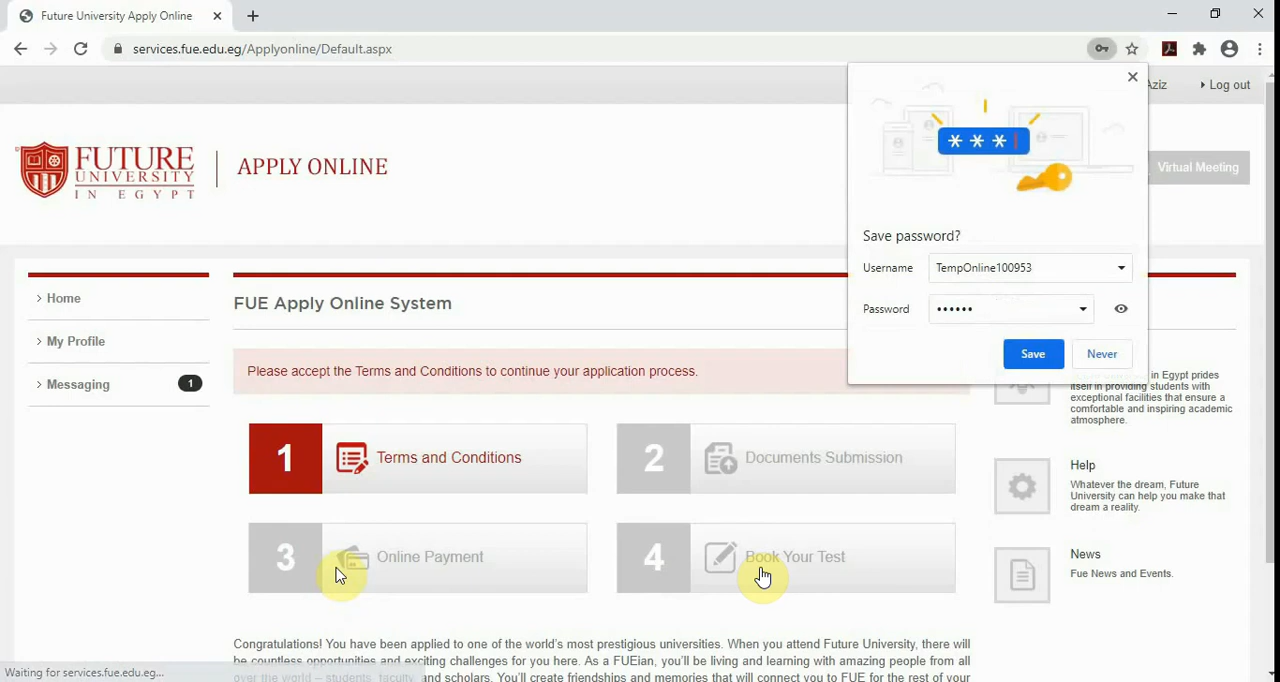 Future University Apply Online
services.fue.edu.eg/Applyonline/Default.aspx
Aziz
Log out
FUTURE
UNIVERSITY
IN EGYPT
APPLY ONLINE
Virtual Meeting
***
Save password?
Username
TempOnline100953
Password
••••••
Save
Never
Home
My Profile
Messaging
1
FUE Apply Online System
Please accept the Terms and Conditions to continue your application process.
1
Terms and Conditions
2
Documents Submission
3
Online Payment
4
Book Your Test
in Egypt prides
itself in providing students with
exceptional facilities that ensure a
comfortable and inspiring academic
atmosphere.
Help
Whatever the dream, Future
University can help you make that
dream a reality.
News
Fue News and Events.
Congratulations! You have been applied to one of the world's most prestigious universities. When you attend Future University, there will
be countless opportunities and exciting challenges for you here. As a FUEian, you'll be living and learning with amazing people from all
over the world – students, faculty, and scholars. You'll create friendships and memories that will connect you to FUE for the rest of your
Waiting for services.fue.edu.eg...